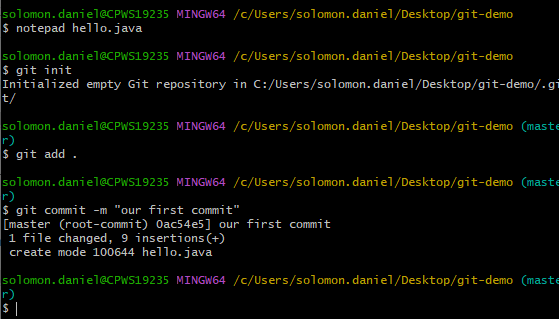 solomon.daniel@CPWS19235 MINGW64 /c/Users/solomon.daniel/Desktop/git-demo
$ notepad hello.java
solomon.daniel@CPWS19235 MINGW64 /c/Users/solomon.daniel/Desktop/git-demo
$ git init
Initialized empty Git repository in C:/Users/solomon.daniel/Desktop/git-demo/.gi
t/
solomon.daniel@CPWS19235 MINGW64 /c/Users/solomon.daniel/Desktop/git-demo (maste
r)
$ git add .
solomon.daniel@CPWS19235 MINGW64 /c/Users/solomon.daniel/Desktop/git-demo (maste
r)
$ git commit -m "our first commit"
[master (root-commit) 0ac54e5] our first commit
 1 file changed, 9 insertions(+)
 create mode 100644 hello.java
solomon.daniel@CPWS19235 MINGW64 /c/Users/solomon.daniel/Desktop/git-demo (maste
r)
$